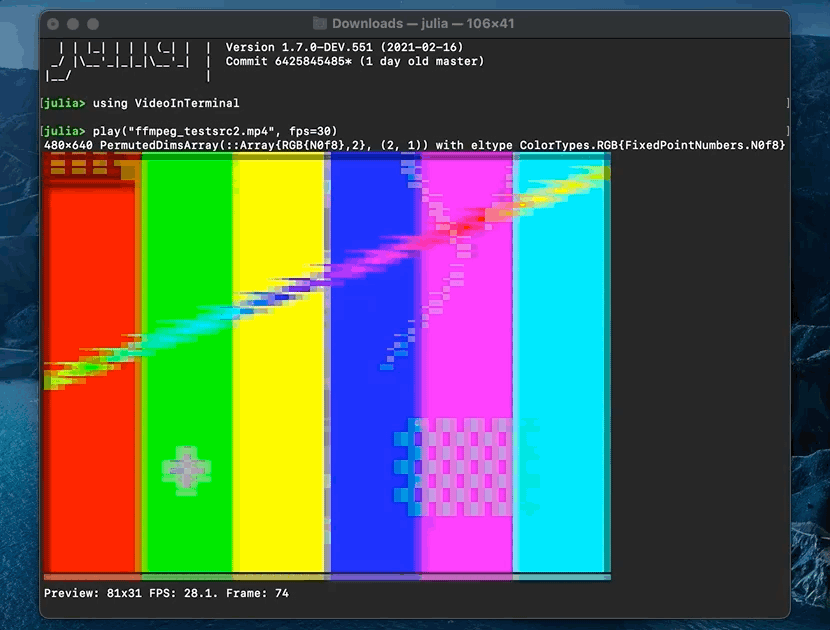 Downloads — julia — 106×41
  | | |_| | | | (_| |  |  Version 1.7.0-DEV.551 (2021-02-16)
 _/ |\__'_|_|_|\__'_|  |  Commit 6425845485* (1 day old master)
|__/                   |
julia> using VideoInTerminal
julia> play("ffmpeg_testsrc2.mp4", fps=30)
480×640 PermutedDimsArray(::Array{RGB{N0f8},2}, (2, 1)) with eltype ColorTypes.RGB{FixedPointNumbers.N0f8}
Preview: 81x31 FPS: 28.1. Frame: 74